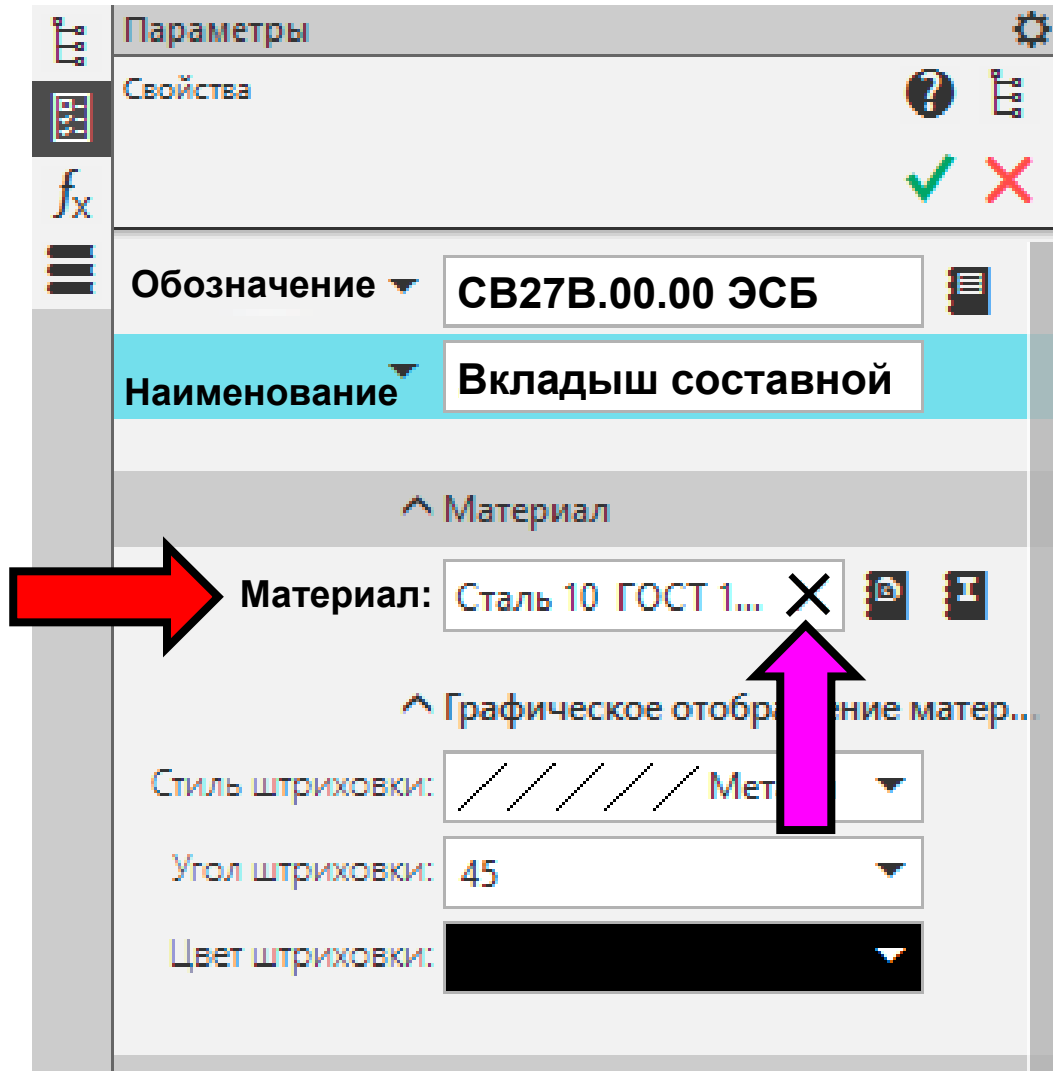 Параметры
Свойства
fx
Обозначение СВ27В.00.00 ЭСБ
Наименование Вкладыш составной
Материал
Материал: Сталь 10 ГОСТ 1...
Графическое отобра ние матер...
Стиль штриховки:
Угол штриховки: 45
Цвет штриховки: